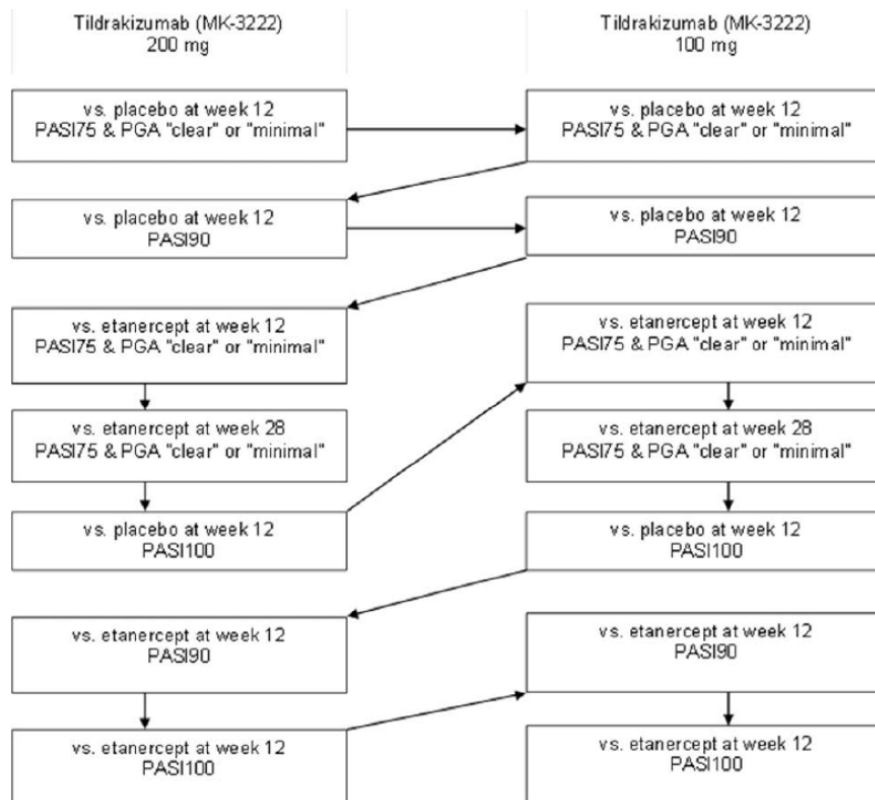 Tildrakizumab (MK-3222)
200 mg
Tildrakizumab (MK-3222)
100 mg
vs. placebo at week 12
PASI75 & PGA "clear" or "minimal"
vs. placebo at week 12
PASI75 & PGA "clear" or "minimal"
vs. placebo at week 12
PASI90
vs. placebo at week 12
PASI90
vs. etanercept at week 12
PASI75 & PGA "clear" or "minimal"
vs. etanercept at week 28
PASI75 & PGA "clear" or "minimal"
vs. placebo at week 12
PASI100
vs. etanercept at week 12
PASI75 & PGA "clear" or "minimal"
vs. etanercept at week 28
PASI75 & PGA "clear" or "minimal"
vs. placebo at week 12
PASI100
vs. etanercept at week 12
PASI90
vs. etanercept at week 12
PASI100
vs. etanercept at week 12
PASI90
vs. etanercept at week 12
PASI100